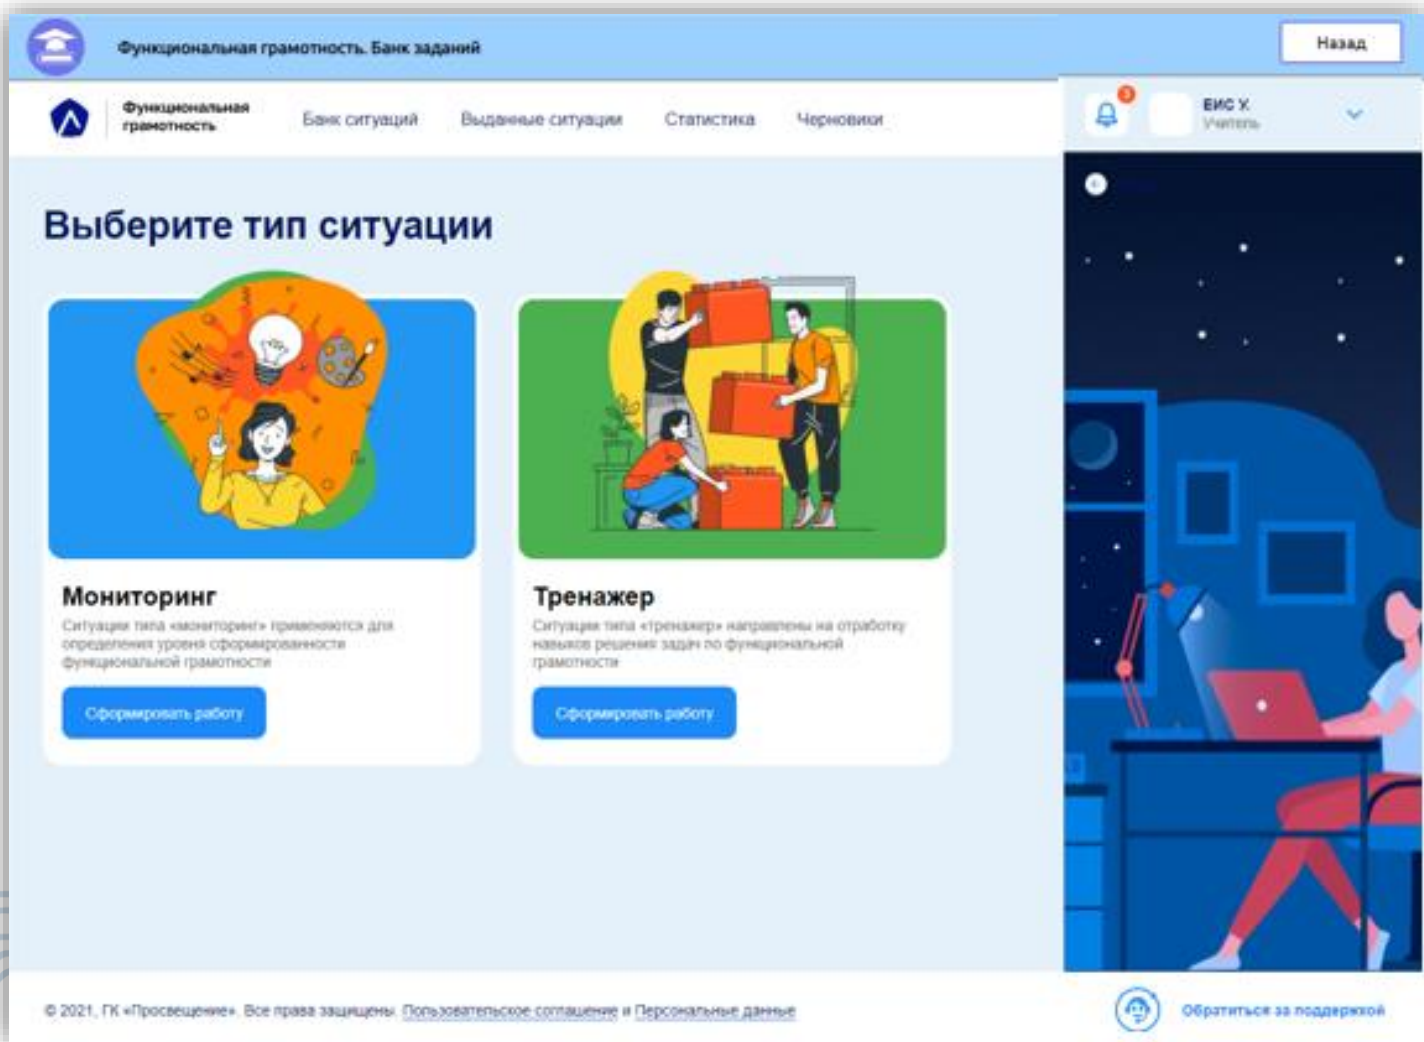 Функциональная грамотность. Банк заданий
Назад
Функциональная
грамотность
Банк ситуаций
Выданные ситуации
Статистика
Черновики
3
ЕИС У.
Учитель
Выберите тип ситуации
Мониторинг
Ситуации типа «мониторинг» применяются для
определения уровня сформированности
функциональной грамотности
Сформировать работу
Тренажер
Ситуации типа «тренажер» направлены на отработку
навыков решения задач по функциональной
грамотности
Сформировать работу
© 2021, ГК «Просвещение». Все права защищены. Пользовательское соглашение и Персональные данные
Обратиться за поддержкой